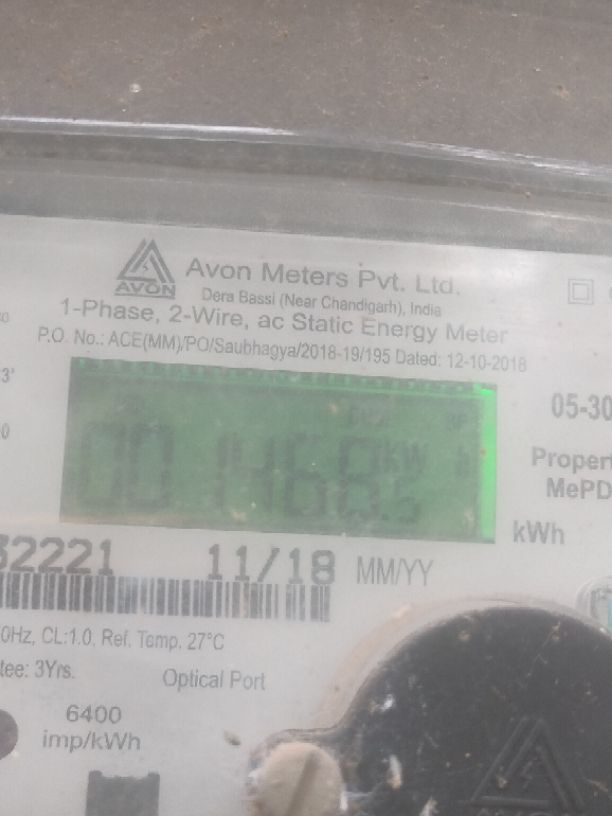 AVON
Avon Meters Pvt. Ltd.
Dera Bassi (Near Chandigarh), India
1-Phase, 2-Wire, ac Static Energy Meter
P.O. No.: ACE(MM)/PO/Saubhagya/2018-19/195 Dated: 12-10-2018
05-30
kW h
kWh
32221 11/18 MM/YY
0Hz, CL:1.0, Ref. Temp. 27°C
tee: 3Yrs.
Optical Port
6400
imp/kWh
AVON